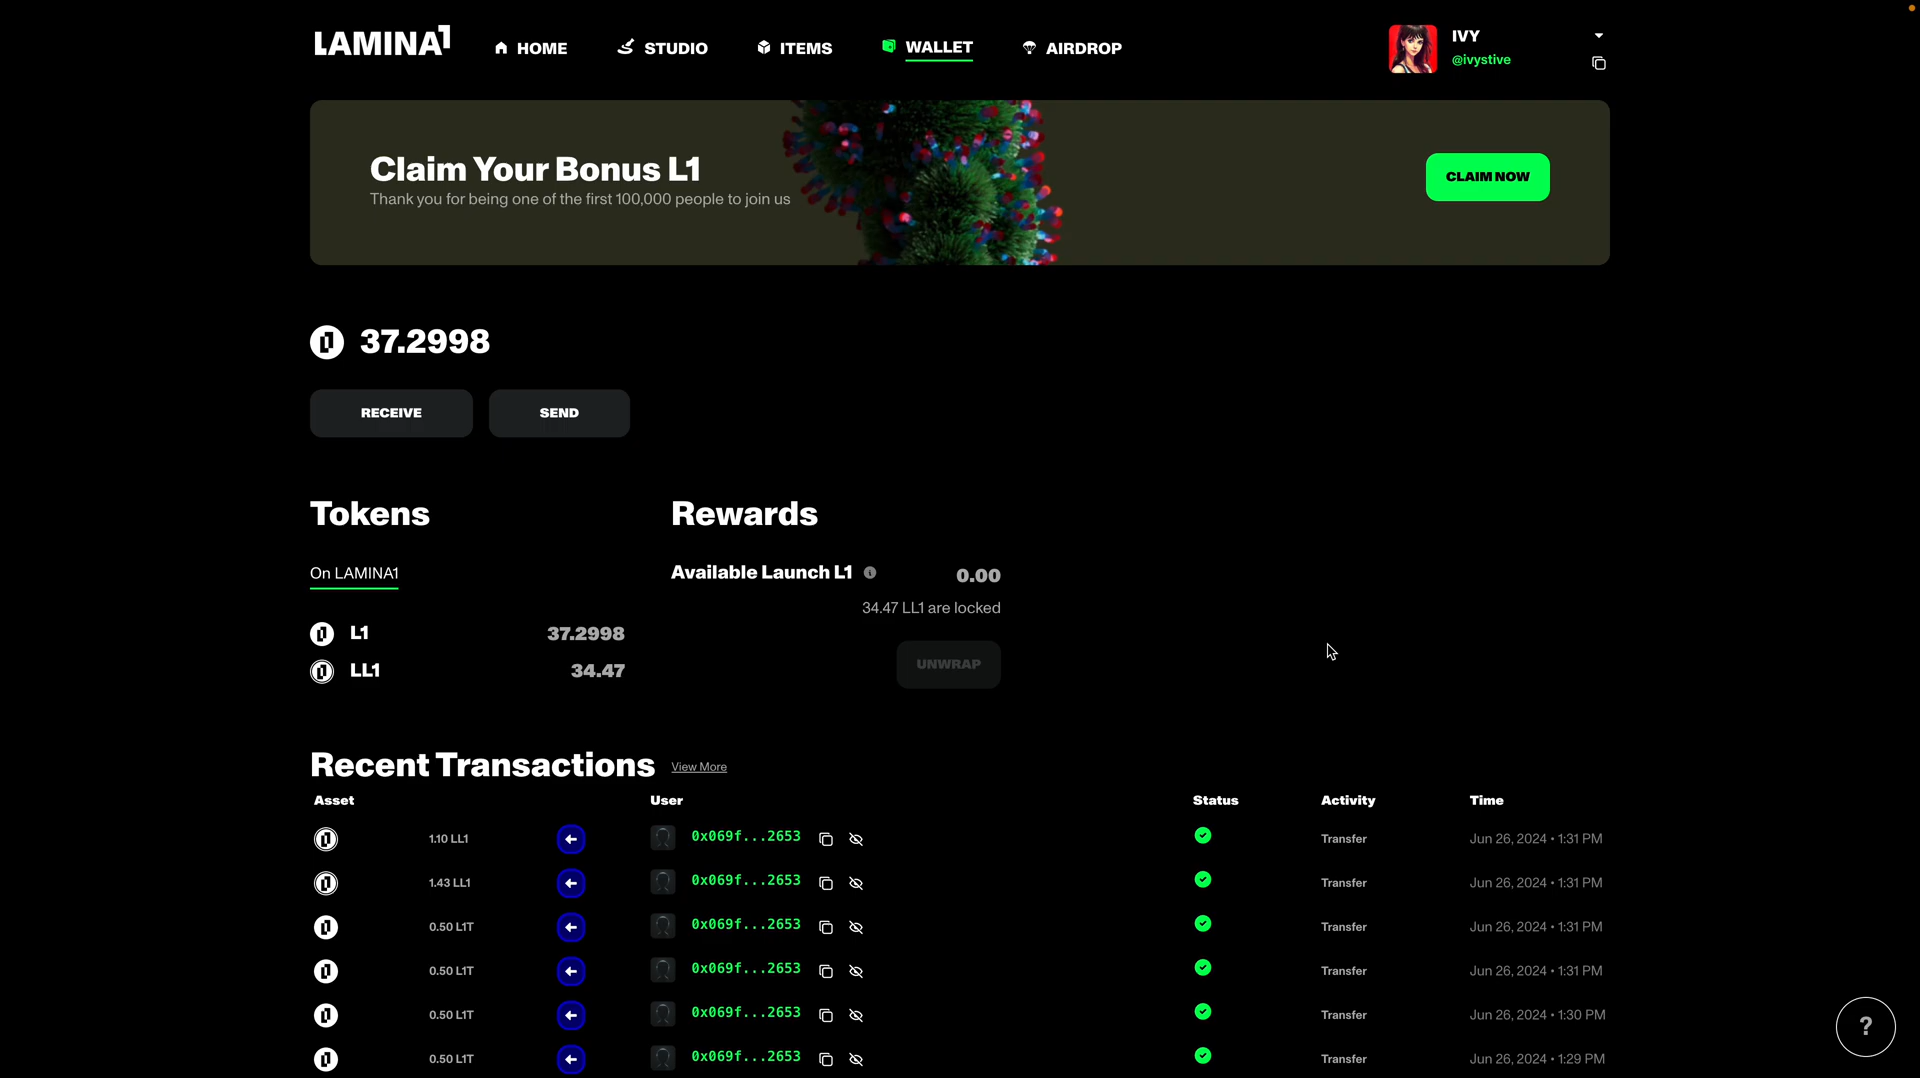 LAMINA1
HOME
STUDIO
ITEMS
WALLET
AIRDROP
IVY
@ivystive
Claim Your Bonus L1
Thank you for being one of the first 100,000 people to join us
CLAIM NOW
37.2998
RECEIVE
SEND
Tokens
On LAMINA1
L1 37.2998
LL1 34.47
Rewards
Available Launch L1 0.00
34.47 LL1 are locked
UNWRAP
Recent Transactions View More
Asset User Status Activity Time
1.10 LL1 0x069f...2653 Transfer Jun 26, 2024 • 1:31 PM
1.43 LL1 0x069f...2653 Transfer Jun 26, 2024 • 1:31 PM
0.50 L1T 0x069f...2653 Transfer Jun 26, 2024 • 1:31 PM
0.50 L1T 0x069f...2653 Transfer Jun 26, 2024 • 1:31 PM
0.50 L1T 0x069f...2653 Transfer Jun 26, 2024 • 1:30 PM
0.50 L1T 0x069f...2653 Transfer Jun 26, 2024 • 1:29 PM
?